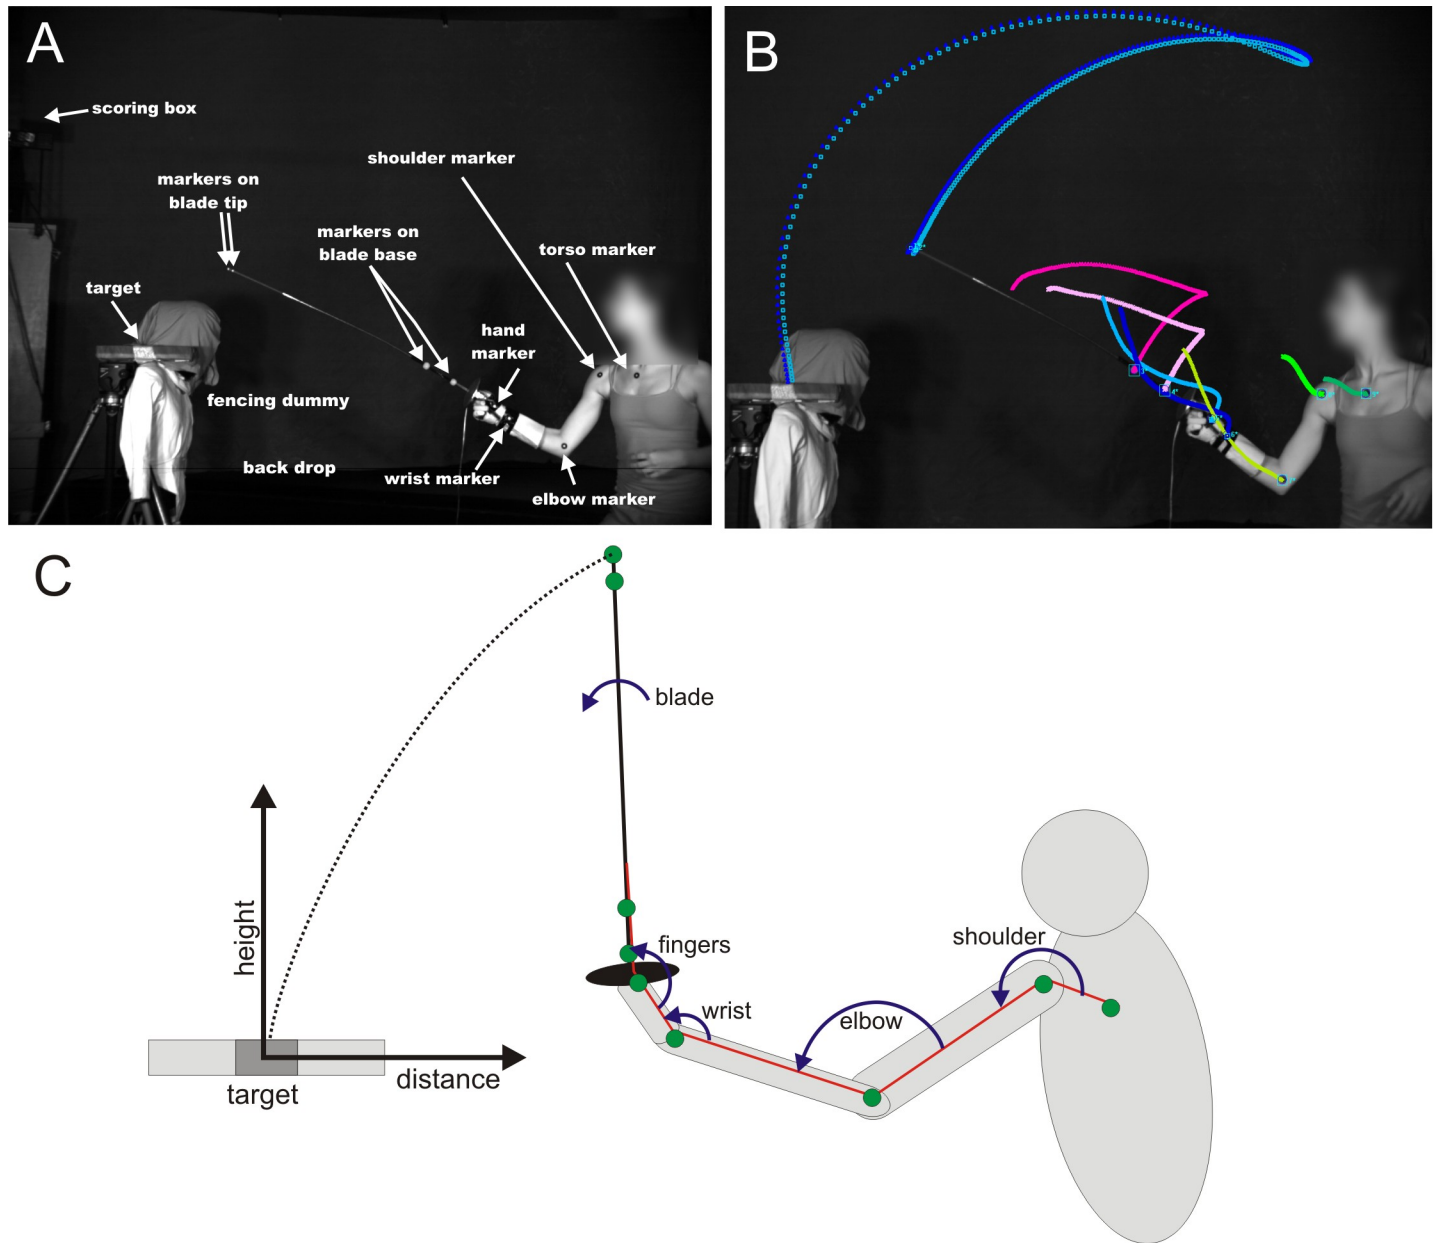 A
scoring box
shoulder marker
markers on
blade tip
markers on
blade base
torso marker
target
hand
marker
fencing dummy
back drop
wrist marker
elbow marker
B
C
blade
height
fingers
shoulder
wrist
elbow
distance
target